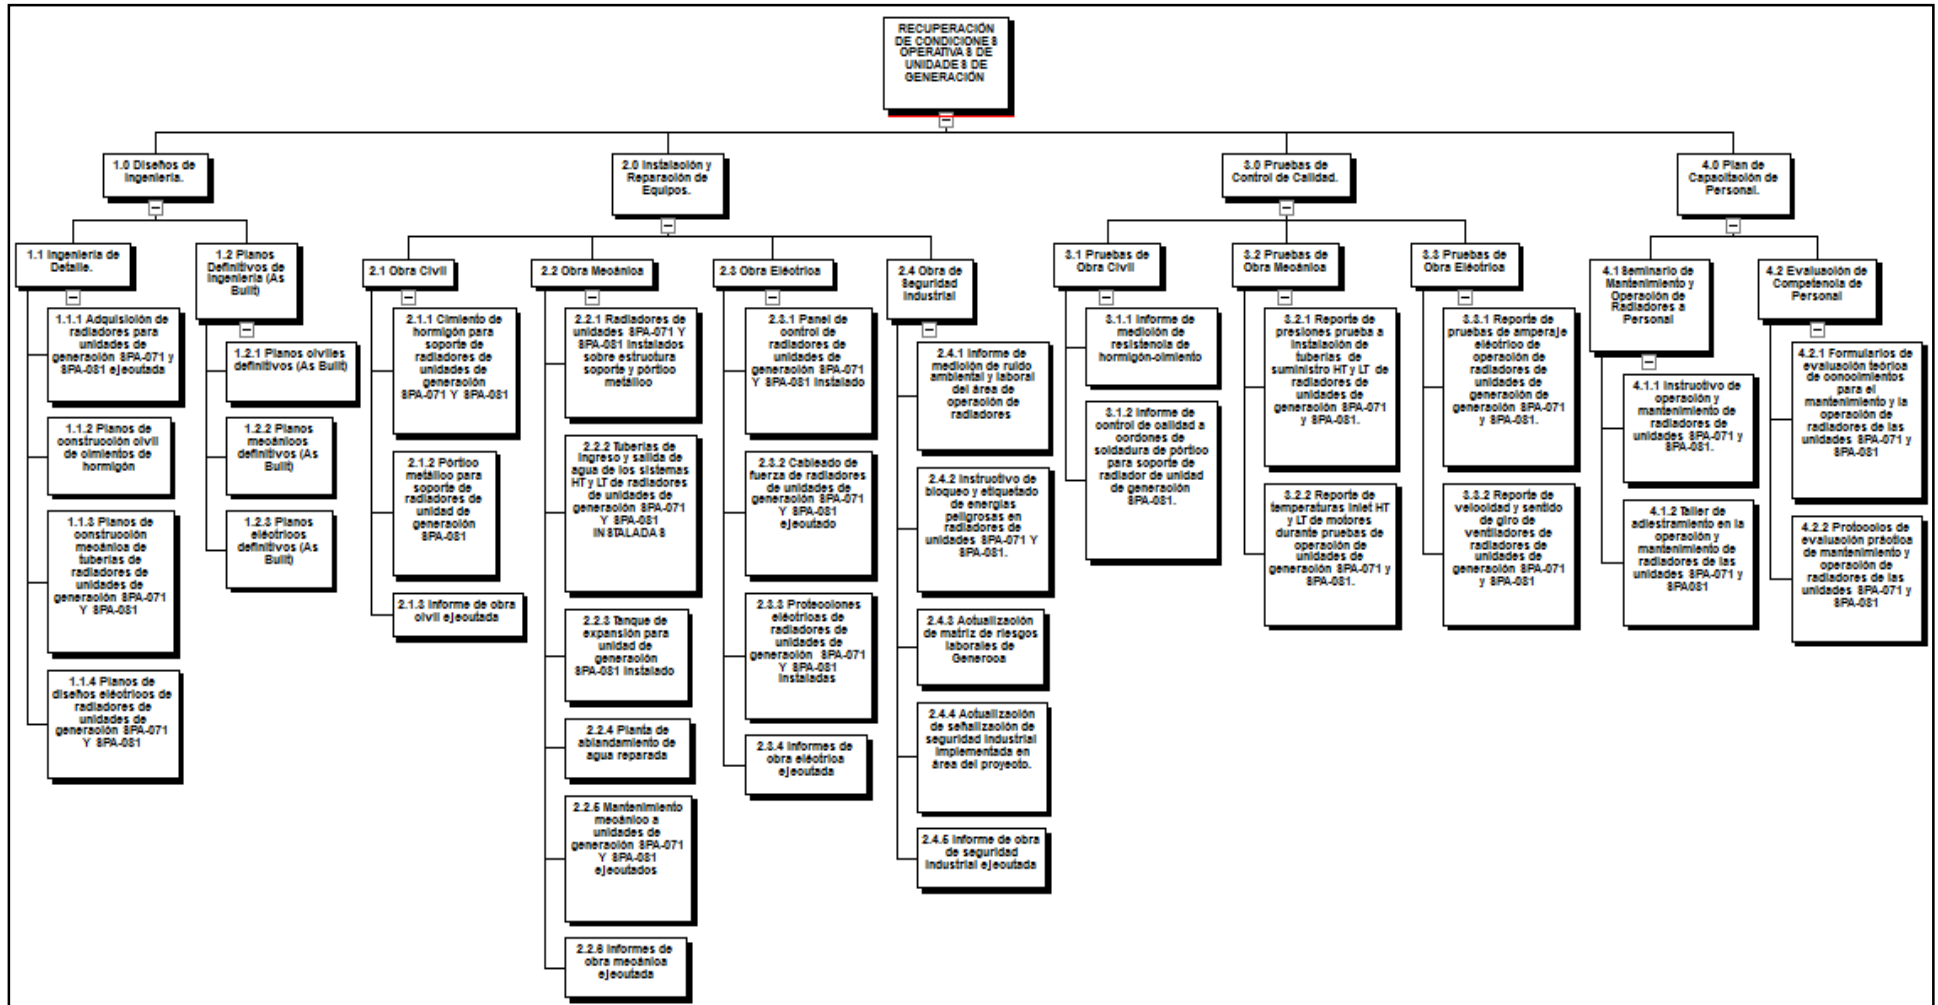 RECUPERACIÓN
DE CONDICIONES
OPERATIVAS DE
UNIDADES DE
GENERACIÓN
1.0 Diseños de
Ingeniería.
1.1 Ingeniería de
Detalle.
1.1.1 Adquisición de
radiadores para
unidades de
generación SPA-071 y
SPA-081 ejecutada
1.1.2 Planos de
construcción civil
de cimientos de
hormigón
1.1.3 Planos de
construcción
mecánica de
tuberías de
radiadores de
unidades de
generación SPA-071
Y SPA-081
1.1.4 Planos de
diseños eléctricos de
radiadores de
unidades de
generación SPA-071
Y SPA-081
1.2 Planos
Definitivos de
Ingeniería (As
Built)
1.2.1 Planos civiles
definitivos (As Built)
1.2.2 Planos
mecánicos
definitivos (As
Built)
1.2.3 Planos
eléctricos
definitivos (As
Built)
2.0 Instalación y
Reparación de
Equipos.
2.1 Obra Civil
2.1.1 Cimiento de
hormigón para
soporte de
radiadores de
unidades de
generación
SPA-071 Y SPA-081
2.1.2 Pórtico
metálico para
soporte de
radiadores de
unidad de
generación
SPA-081
2.1.3 Informe de obra
civil ejecutada
2.2 Obra Mecánica
2.2.1 Radiadores de
unidades SPA-071 Y
SPA-081 instalados
sobre estructura
soporte y pórtico
metálico
2.2.2 Tuberías de
ingreso y salida de
agua de los sistemas
HT y LT de radiadores
de unidades de
generación SPA-071
Y SPA-081
INSTALADAS
2.2.3 Tanque de
expansión para
unidad de
generación
SPA-081 instalado
2.2.4 Planta de
ablandamiento de
agua reparada
2.2.5 Mantenimiento
mecánico a
unidades de
generación SPA-071
Y SPA-081
ejecutados
2.2.6 Informes de
obra mecánica
ejecutada
2.3 Obra Eléctrica
2.3.1 Panel de
control de
radiadores de
unidades de
generación SPA-071
Y SPA-081 instalado
2.3.2 Cableado de
fuerza de radiadores
de unidades de
generación SPA-071
Y SPA-081
ejecutado
2.3.3 Protecciones
eléctricas de
radiadores de
unidades de
generación SPA-071
Y SPA-081
instaladas
2.3.4 Informes de
obra eléctrica
ejecutada
2.4 Obra de
Seguridad
Industrial
2.4.1 Informe de
medición de ruido
ambiental y laboral
del área de
operación de
radiadores
2.4.2 Instructivo de
bloqueo y etiquetado
de energías
peligrosas en
radiadores de
unidades SPA-071 Y
SPA-081.
2.4.3 Actualización
de matriz de riesgos
laborales de
Generoca
2.4.4 Actualización
de señalización de
seguridad industrial
implementada en
área del proyecto.
2.4.5 Informe de obra
de seguridad
industrial ejecutada
3.0 Pruebas de
Control de Calidad.
3.1 Pruebas de
Obra Civil
3.1.1 Informe de
medición de
resistencia de
hormigón-cimiento
3.1.2 Informe de
control de calidad a
cordones de
soldadura de pórtico
para soporte de
radiador de unidad
de generación
SPA-081.
3.2 Pruebas de
Obra Mecánica
3.2.1 Reporte de
presiones prueba a
instalación de
tuberías de
suministro HT y LT de
radiadores de
unidades de
generación SPA-071
y SPA-081.
3.2.2 Reporte de
temperaturas inlet HT
y LT de motores
durante pruebas de
operación de
unidades de
generación SPA-071 y
SPA-081.
3.3 Pruebas de
Obra Eléctrica
3.3.1 Reporte de
pruebas de amperaje
eléctrico de
operación de
radiadores de
unidades de
generación de
generación SPA-071
y SPA-081.
3.3.2 Reporte de
velocidad y sentido
de giro de
ventiladores de
radiadores de
unidades de
generación SPA-071
y SPA-081
4.0 Plan de
Capacitación de
Personal.
4.1 Seminario de
Mantenimiento y
Operación de
Radiadores a
Personal
4.1.1 Instructivo de
operación y
mantenimiento de
radiadores de
unidades SPA-071 y
SPA-081.
4.1.2 Taller de
adiestramiento en la
operación y
mantenimiento de
radiadores de las
unidades SPA-071 y
SPA081
4.2 Evaluación de
Competencia de
Personal
4.2.1 Formularios de
evaluación teórica
de conocimientos
para el
mantenimiento y la
operación de
radiadores de las
unidades SPA-071 y
SPA-081
4.2.2 Protocolos de
evaluación práctica
de mantenimiento y
operación de
radiadores de las
unidades SPA-071 y
SPA-081